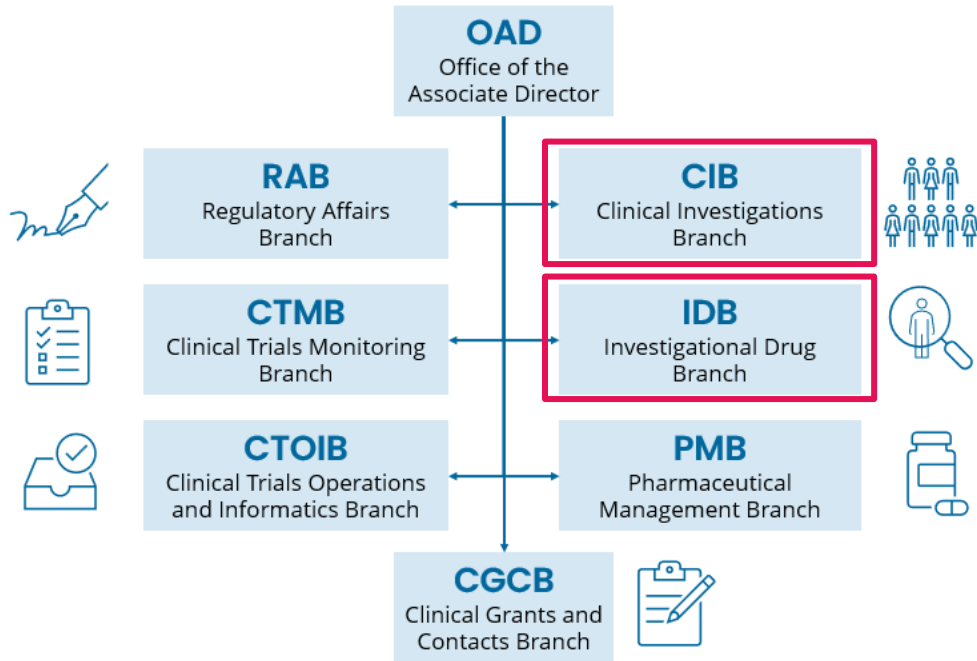 OAD
Office of the
Associate Director
RAB
Regulatory Affairs
Branch
CIB
Clinical Investigations
Branch
CTMB
Clinical Trials Monitoring
Branch
IDB
Investigational Drug
Branch
CTOIB
Clinical Trials Operations
and Informatics Branch
PMB
Pharmaceutical
Management Branch
CGCB
Clinical Grants and
Contacts Branch